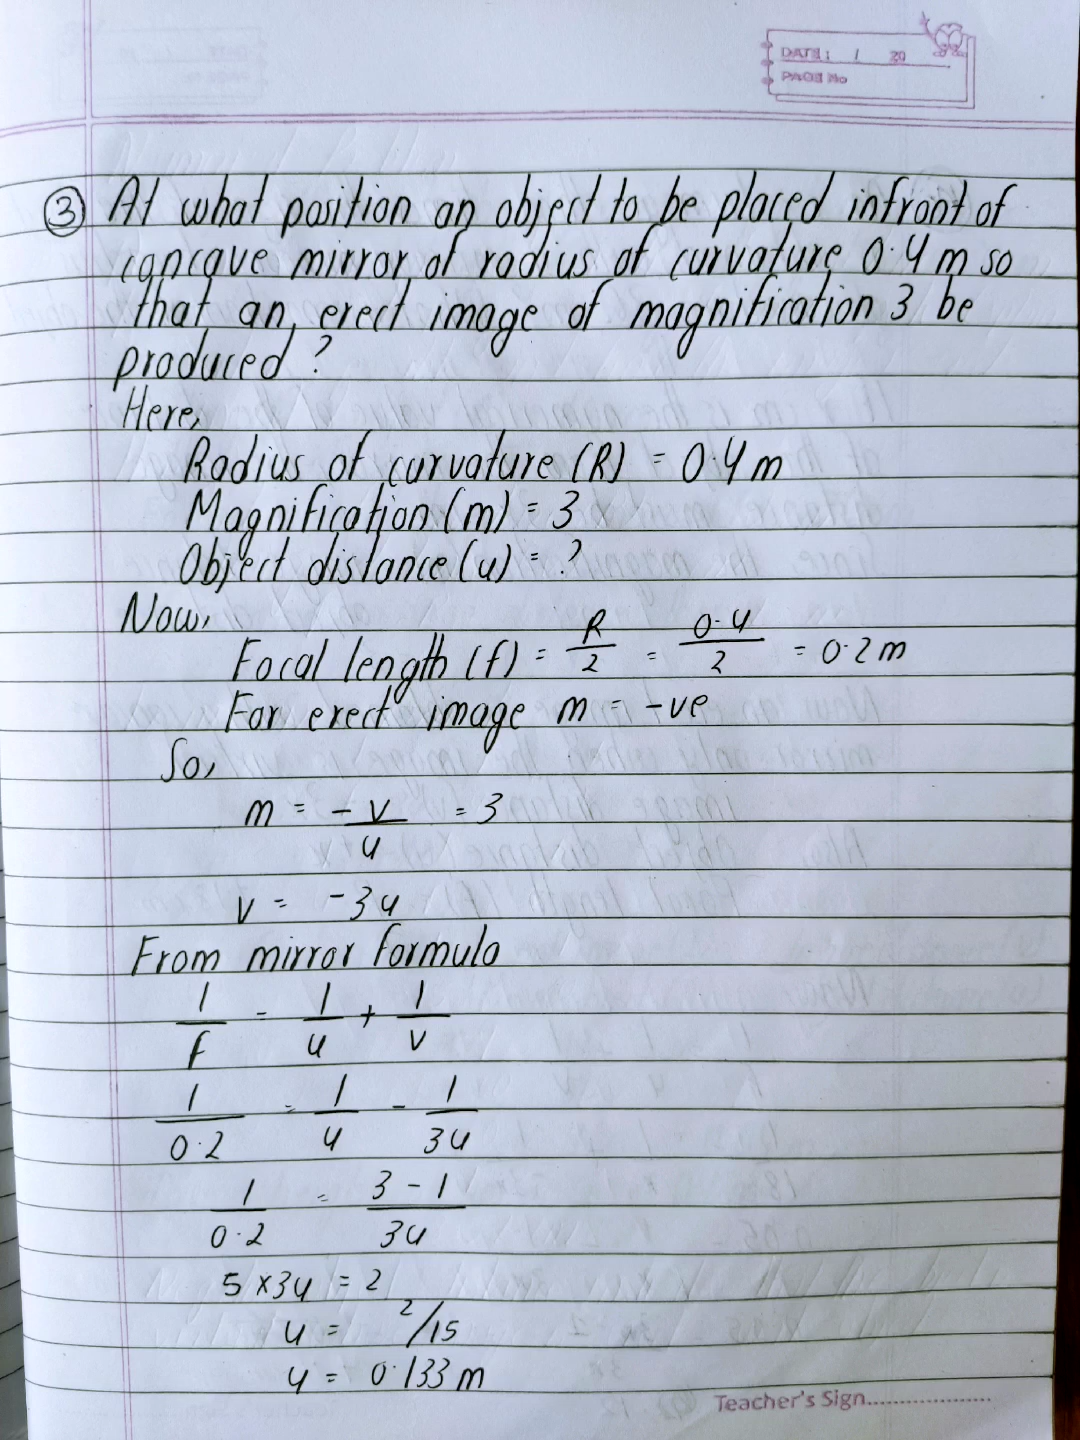 DATE: / 20
PAGE No
③ At what position an object to be placed infront of
concave mirror of radius of curvature 0.4 m so
that an erect image of magnification 3 be
produced ?
Here,
Radius of curvature (R) = 0.4 m
Magnification (m) = 3
Object distance (u) = ?
Now,
Focal length (f) = R/2 = 0.4/2 = 0.2 m
For erect image m = -ve
So,
m = -v/u = 3
v = -3u
From mirror formula
1/f = 1/u + 1/v
1/0.2 = 1/u - 1/3u
1/0.2 = 3-1/3u
5 × 3u = 2
u = 2/15
u = 0.133 m
Teacher's Sign....................